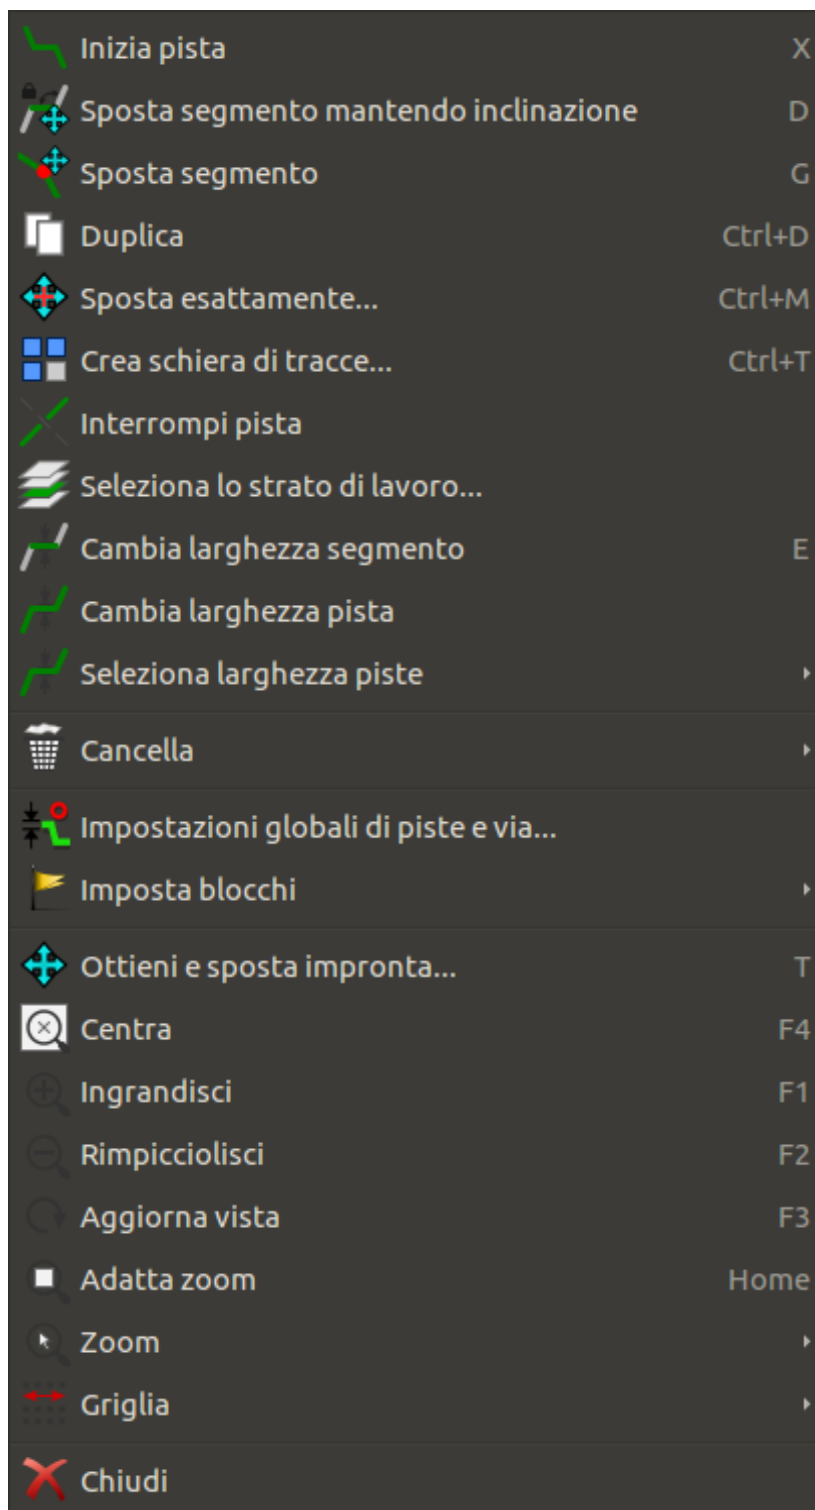 Inizia pista X
Sposta segmento mantendo inclinazione D
Sposta segmento G
Duplica Ctrl+D
Sposta esattamente... Ctrl+M
Crea schiera di tracce... Ctrl+T
Interrompi pista
Seleziona lo strato di lavoro...
Cambia larghezza segmento E
Cambia larghezza pista
Seleziona larghezza piste
Cancella
Impostazioni globali di piste e via...
Imposta blocchi
Ottieni e sposta impronta... T
Centra F4
Ingrandisci F1
Rimpicciolisci F2
Aggiorna vista F3
Adatta zoom Home
Zoom
Griglia
Chiudi